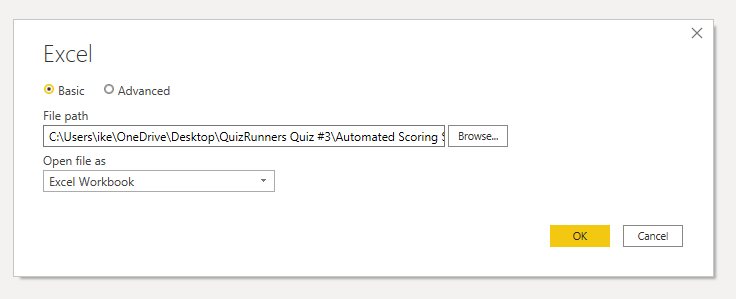 Excel
Basic Advanced
File path
C:\Users\ike\OneDrive\Desktop\QuizRunners Quiz #3\Automated Scoring Browse...
Open file as
Excel Workbook
OK Cancel